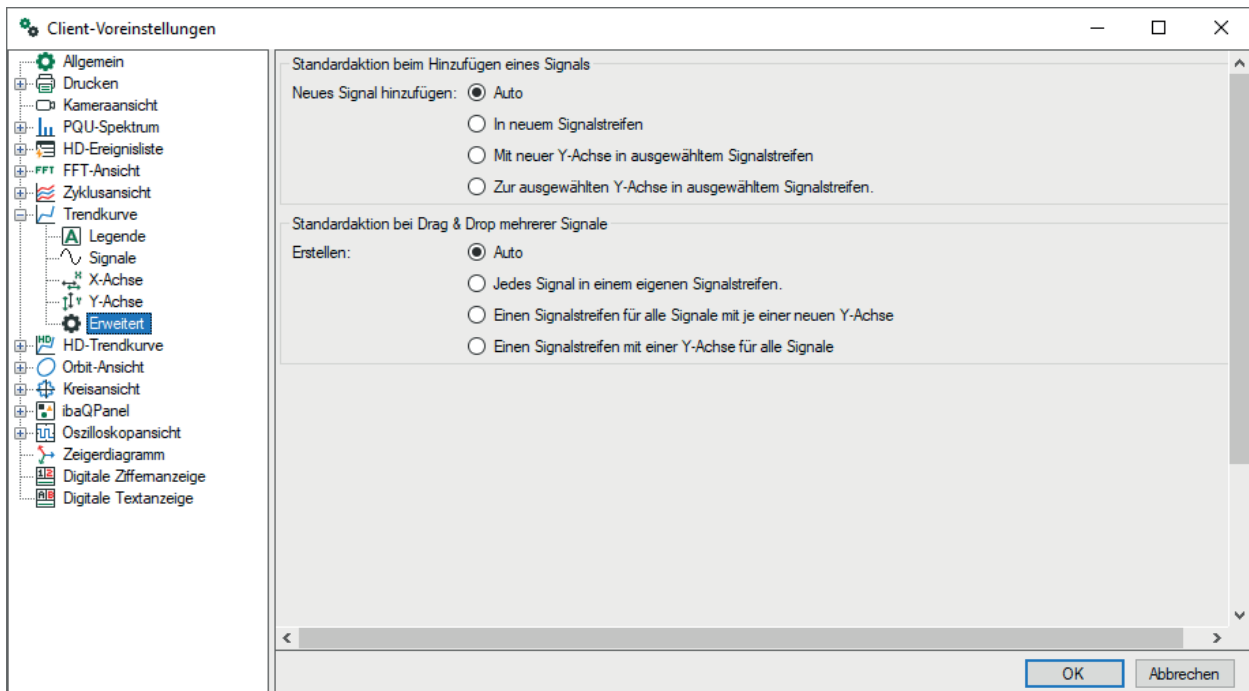 Client-Voreinstellungen
Allgemein
Drucken
Kameraansicht
PQU-Spektrum
HD-Ereignisliste
FFT FFT-Ansicht
Zyklusansicht
Trendkurve
A Legende
Signale
X X-Achse
Y Y-Achse
Erweitert
HD HD-Trendkurve
Orbit-Ansicht
Kreisansicht
ibaQPanel
Oszilloskopansicht
Zeigerdiagramm
12 Digitale Ziffernanzeige
AB Digitale Textanzeige
Standardaktion beim Hinzufügen eines Signals
Neues Signal hinzufügen: Auto
In neuem Signalstreifen
Mit neuer Y-Achse in ausgewähltem Signalstreifen
Zur ausgewählten Y-Achse in ausgewähltem Signalstreifen.
Standardaktion bei Drag & Drop mehrerer Signale
Erstellen: Auto
Jedes Signal in einem eigenen Signalstreifen.
Einen Signalstreifen für alle Signale mit je einer neuen Y-Achse
Einen Signalstreifen mit einer Y-Achse für alle Signale
OK Abbrechen